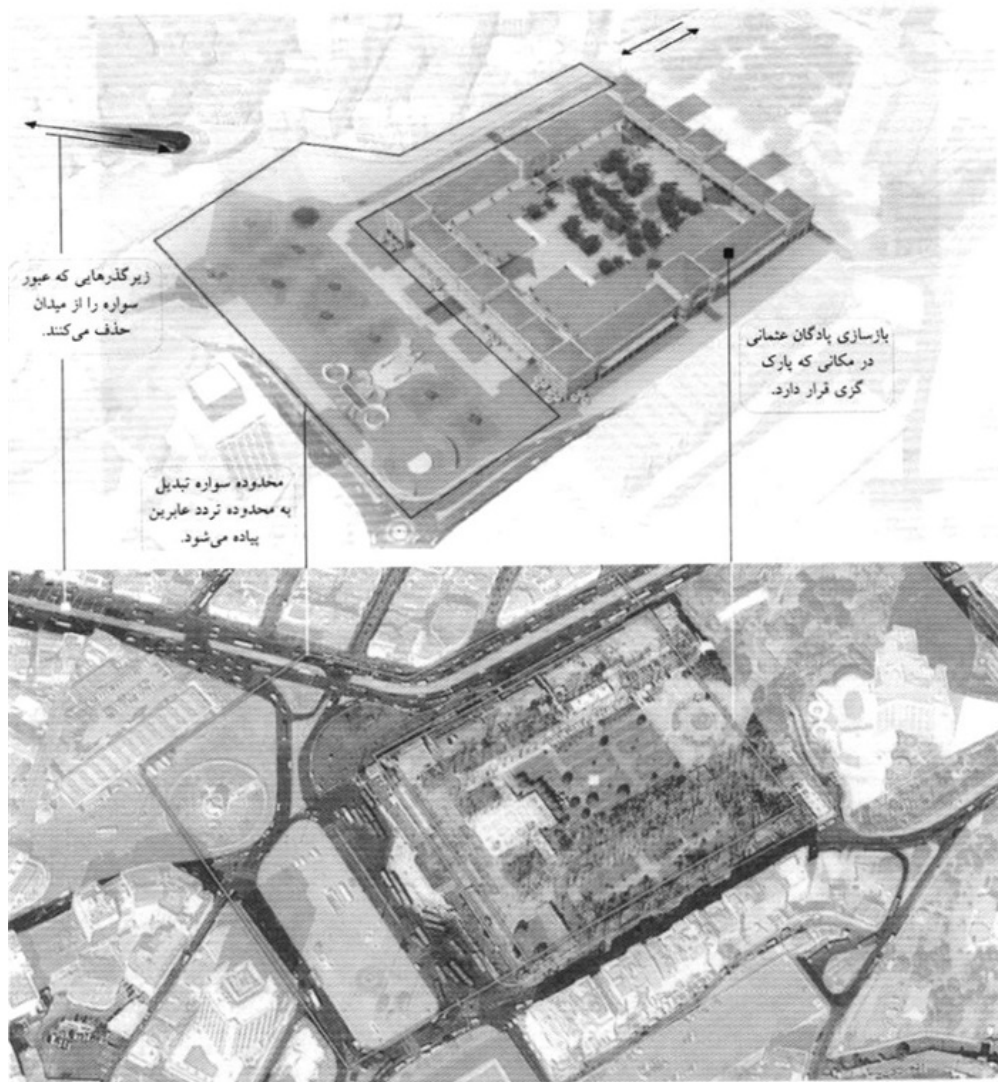 زیرگذرهایی که عبور
سواره را از میدان
حذف می‌کنند.
بازسازی پادگان عثمانی
در مکانی که پارک
گزی قرار دارد.
محدوده سواره تبدیل
به محدوده تردد عابرین
پیاده می‌شود.